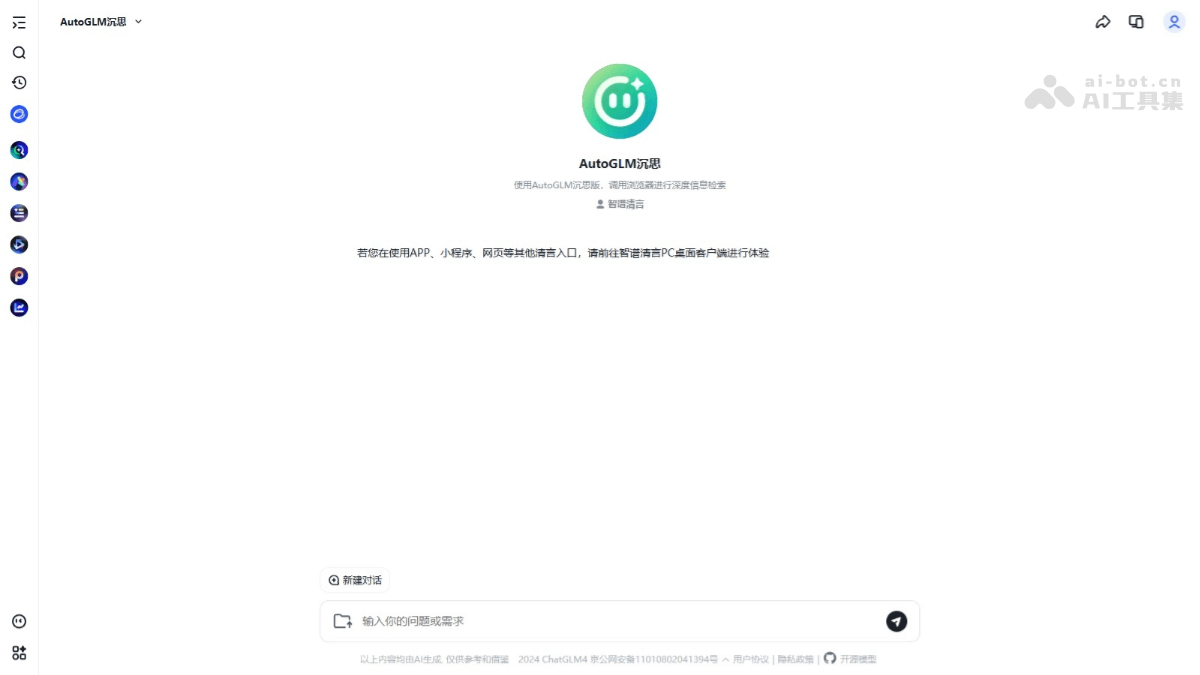 AutoGLM沉思
ai-bot.cn
AI工具集
AutoGLM沉思
使用AutoGLM沉思版，调用浏览器进行深度信息检索
智谱清言
若您在使用APP、小程序、网页等其他清言入口，请前往智谱清言PC桌面客户端进行体验
新建对话
输入你的问题或需求
以上内容均由AI生成, 仅供参考和借鉴 2024 ChatGLM4 京公网安备11010802041394号 用户协议 | 隐私政策 | 开源模型